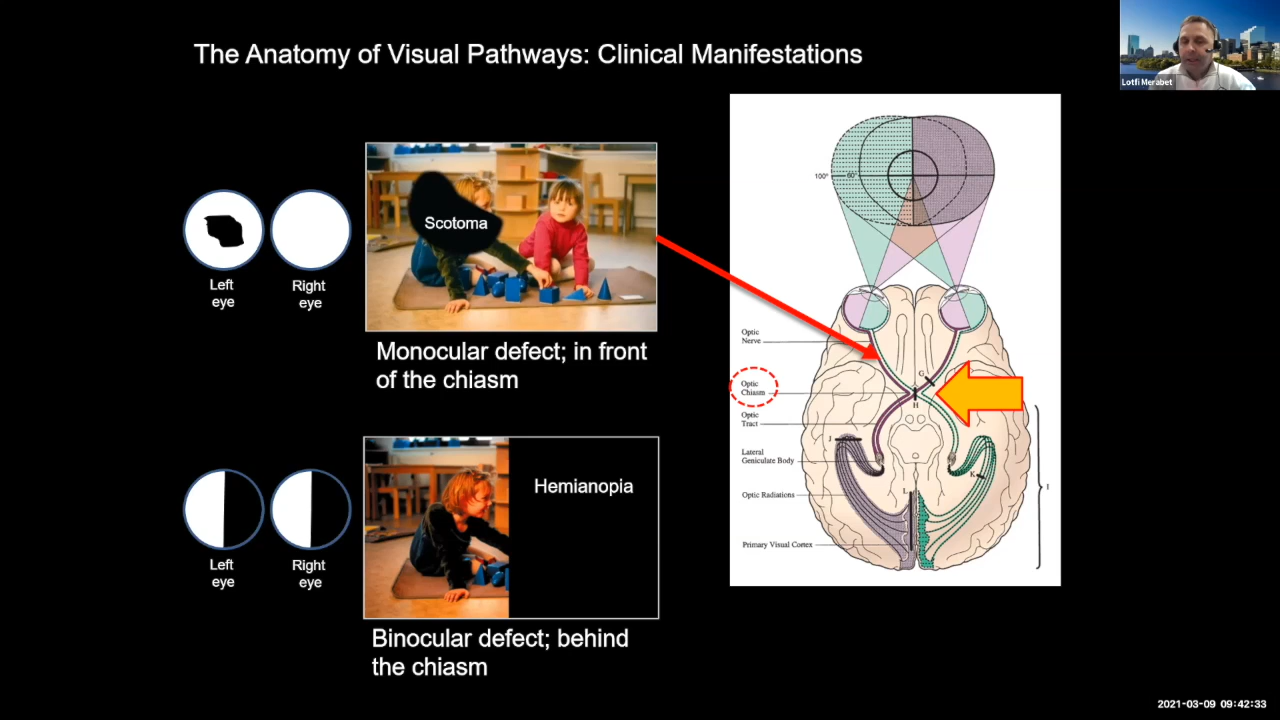 The Anatomy of Visual Pathways: Clinical Manifestations
Lotfi Merabet
Scotoma
Left
eye
Right
eye
Monocular defect; in front
of the chiasm
Hemianopia
Left
eye
Right
eye
Binocular defect; behind
the chiasm
100°
60°
Optic
Nerve
G
Optic
Chiasm
H
Optic
Tract
J
Lateral
Geniculate Body
K
Optic Radiations
L
I
Primary Visual Cortex
2021-03-09 09:42:33